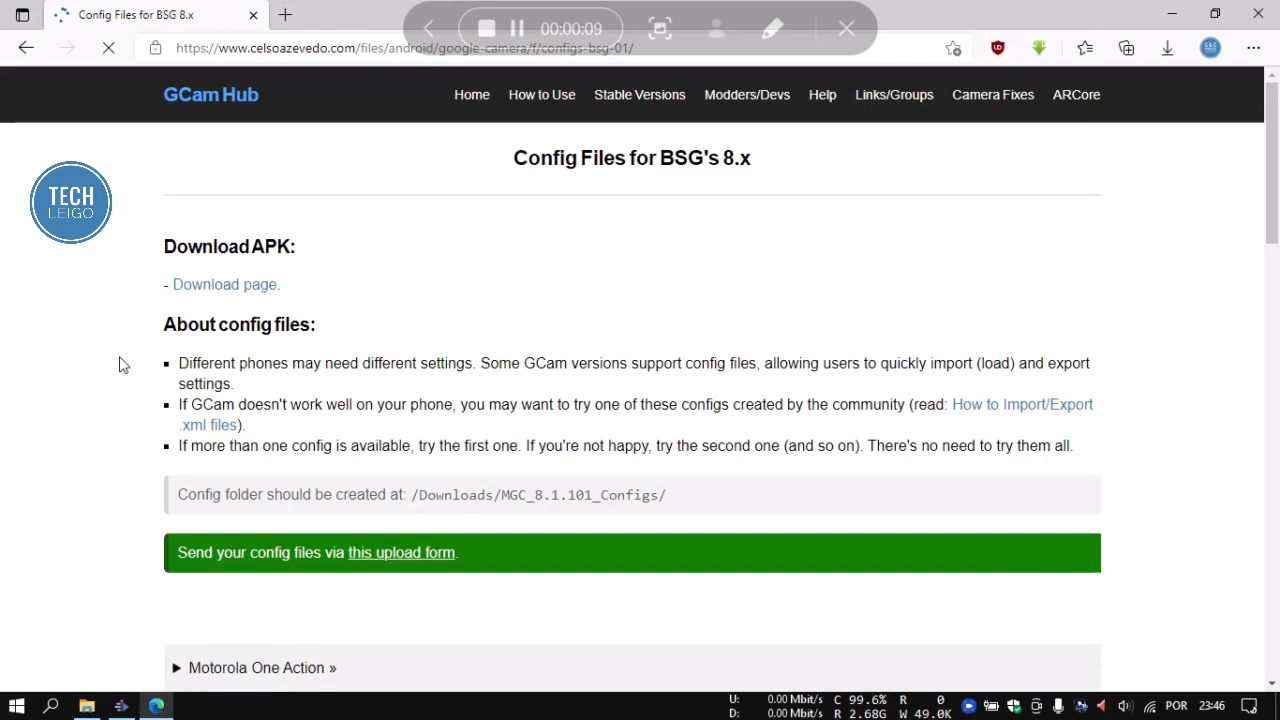 Config Files for BSG's 8.x
00:00:09
https://www.celsoazevedo.com/files/android/google-camera/f/configs-bsg-01/
GCam Hub
Home
How to Use
Stable Versions
Modders/Devs
Help
Links/Groups
Camera Fixes
ARCore
Config Files for BSG's 8.x
TECH
LEIGO
Download APK:
- Download page.
About config files:
Different phones may need different settings. Some GCam versions support config files, allowing users to quickly import (load) and export
settings.
If GCam doesn't work well on your phone, you may want to try one of these configs created by the community (read: How to Import/Export
.xml files).
If more than one config is available, try the first one. If you're not happy, try the second one (and so on). There's no need to try them all.
Config folder should be created at: /Downloads/MGC_8.1.101_Configs/
Send your config files via this upload form.
▶ Motorola One Action »
U: 0.00 Mbit/s C 99.6% R 0
D: 0.00 Mbit/s R 2.68G W 49.0K
POR
23:46